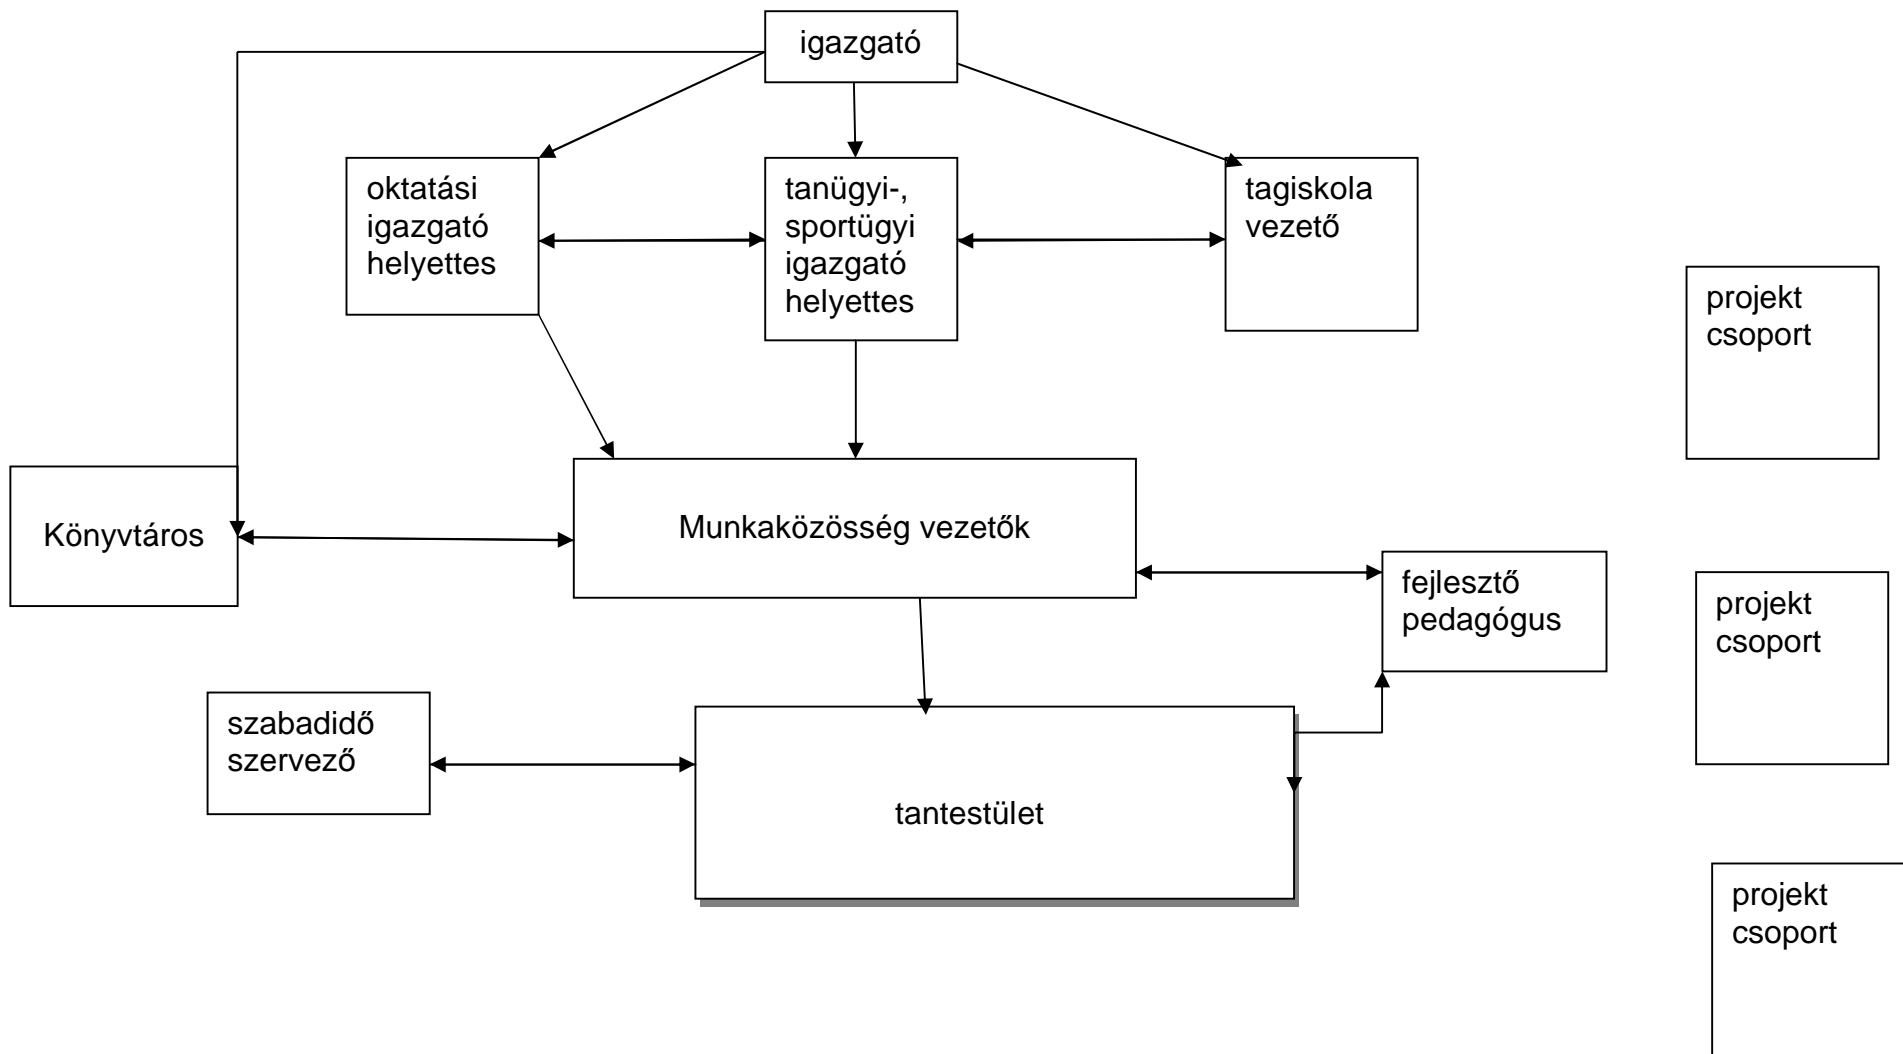 igazgató
oktatási
igazgató
helyettes
tanügyi-,
sportügyi
igazgató
helyettes
tagiskola
vezető
projekt
csoport
Könyvtáros
Munkaközösség vezetők
fejlesztő
pedagógus
projekt
csoport
szabadidő
szervező
tantestület
projekt
csoport